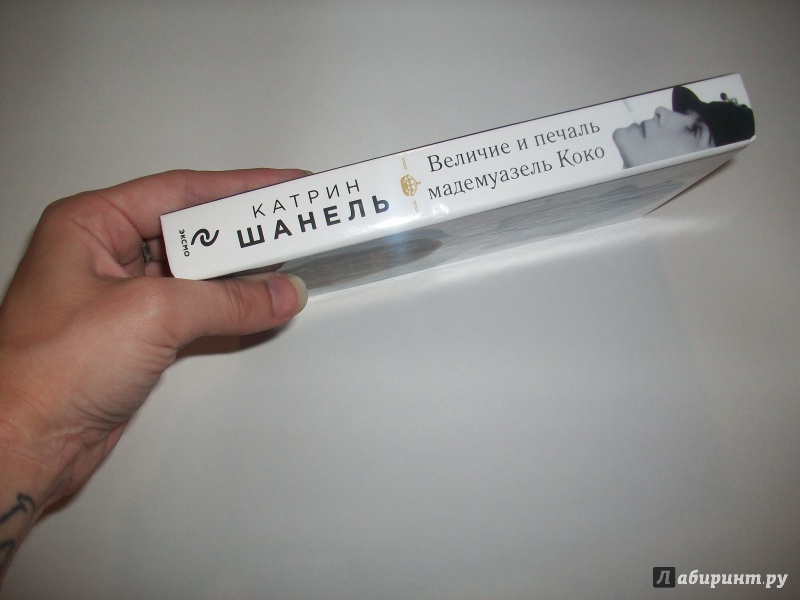 ЭКСМО
КАТРИН
ШАНЕЛЬ
Величие и печаль
мадемуазель Коко
Лабиринт.ру